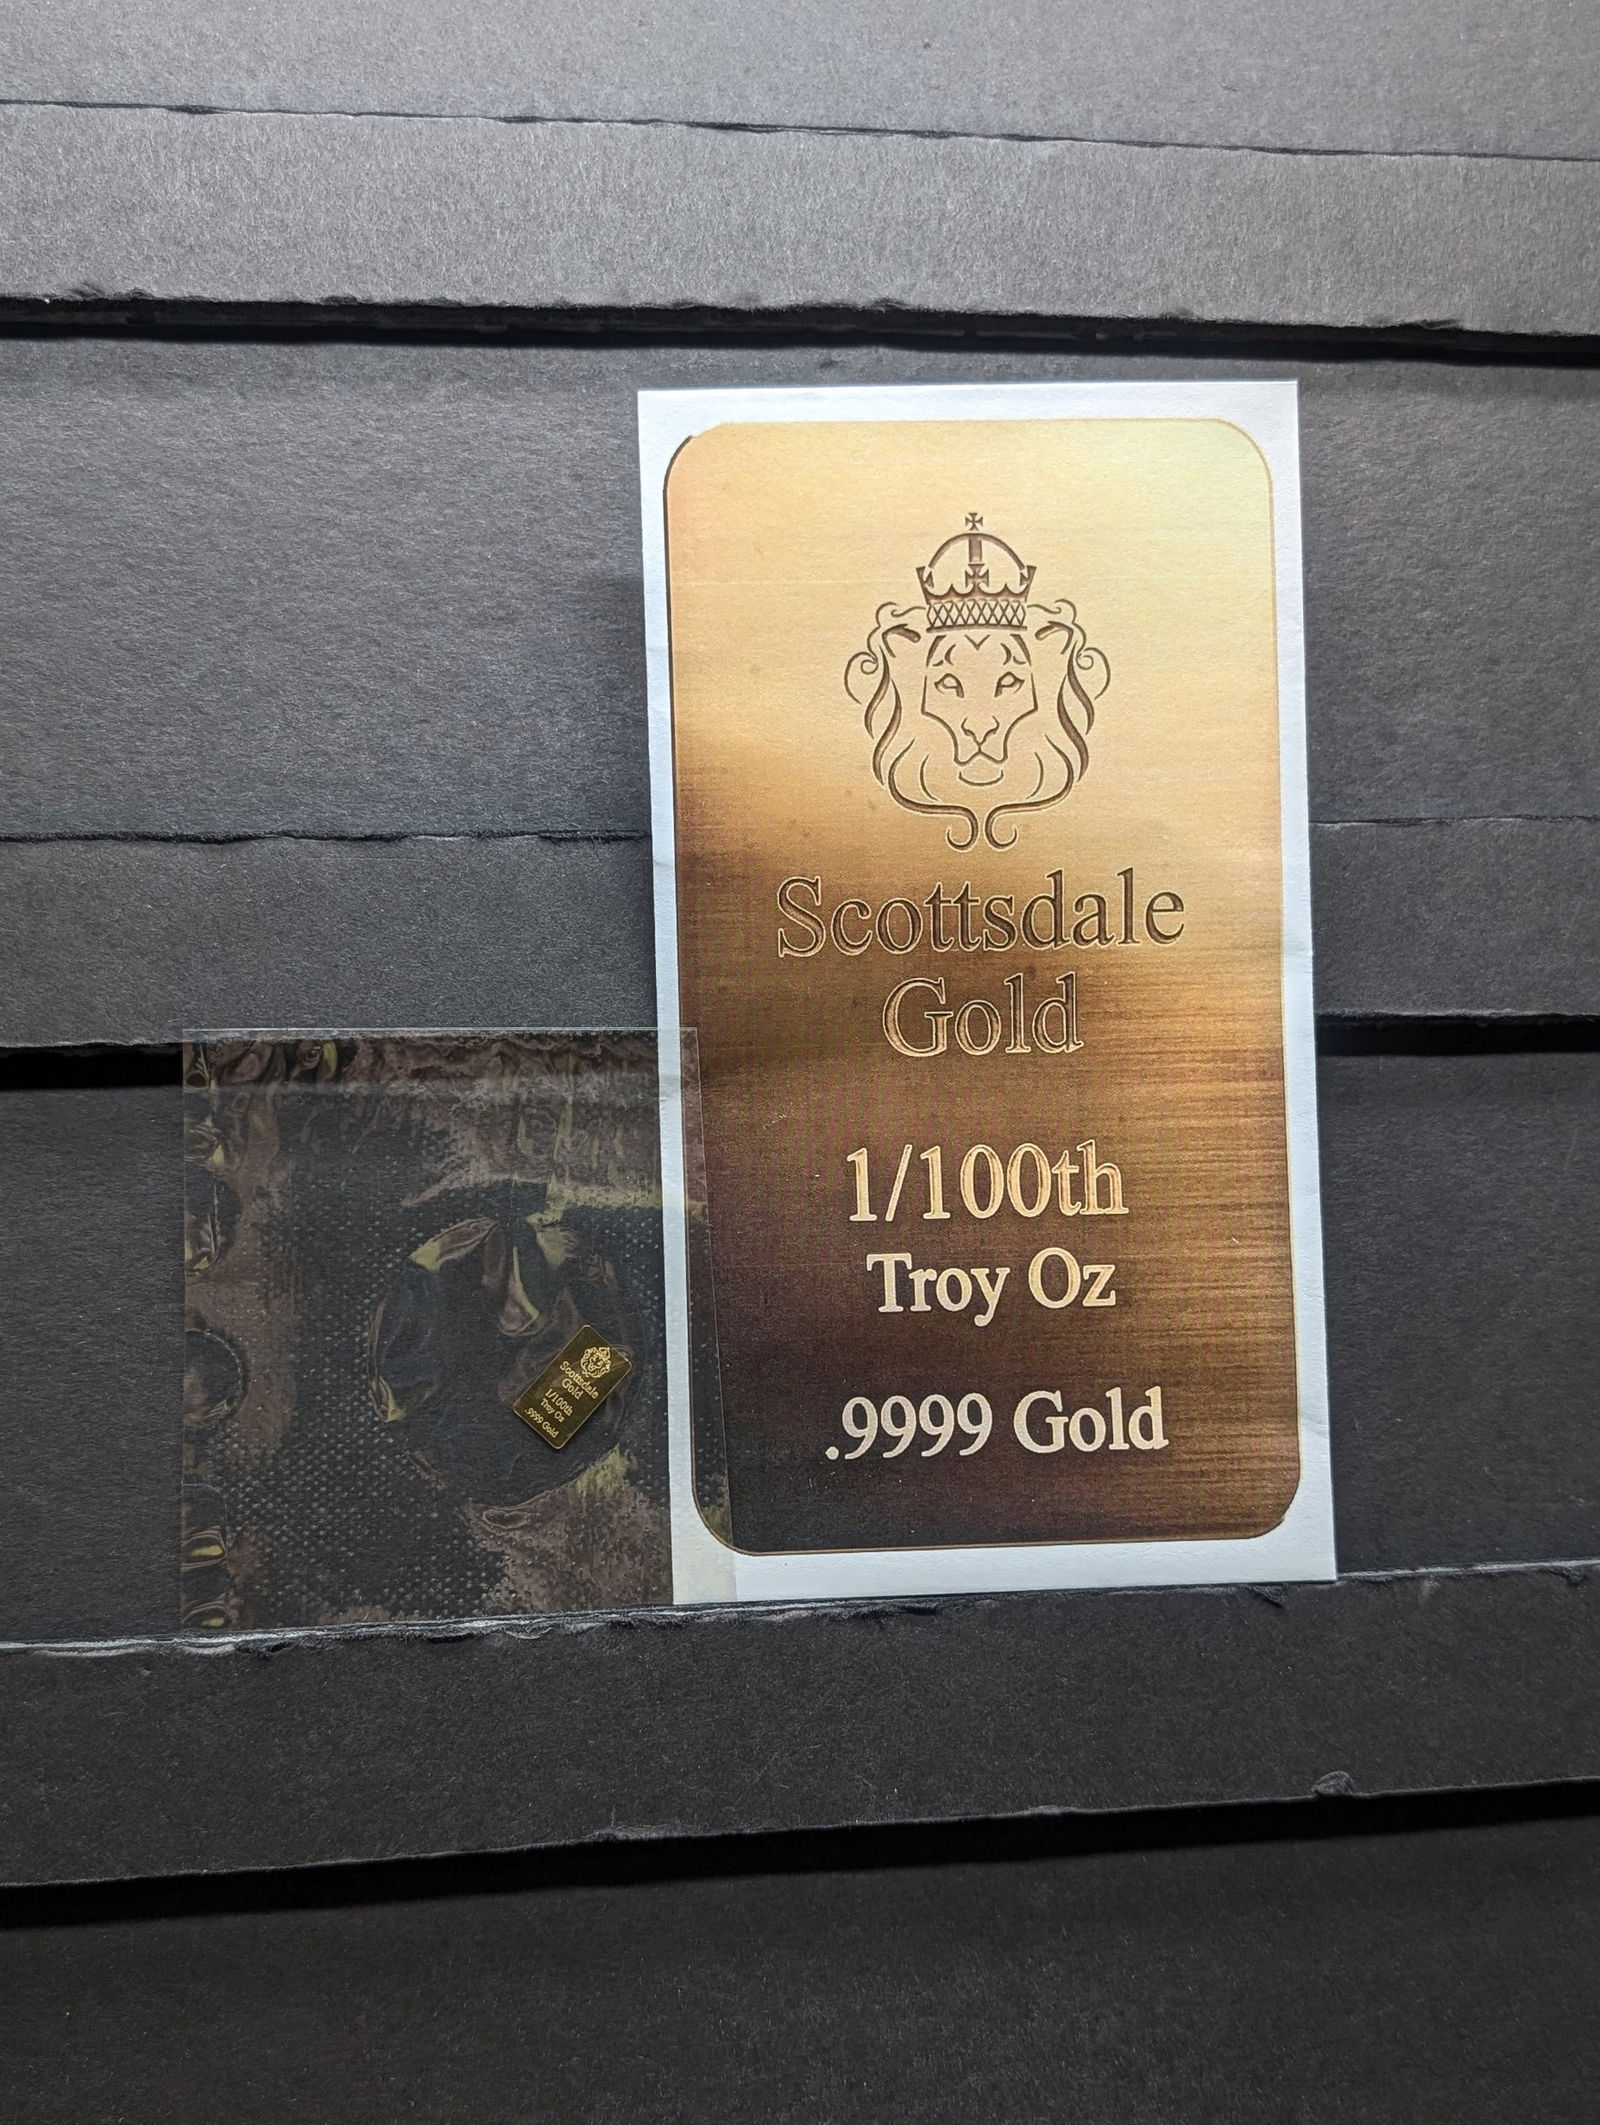 Scottsdale
Gold
1/100th
Troy Oz
.9999 Gold
Scottsdale
Gold
1/100th
Troy Oz
.9999 Gold